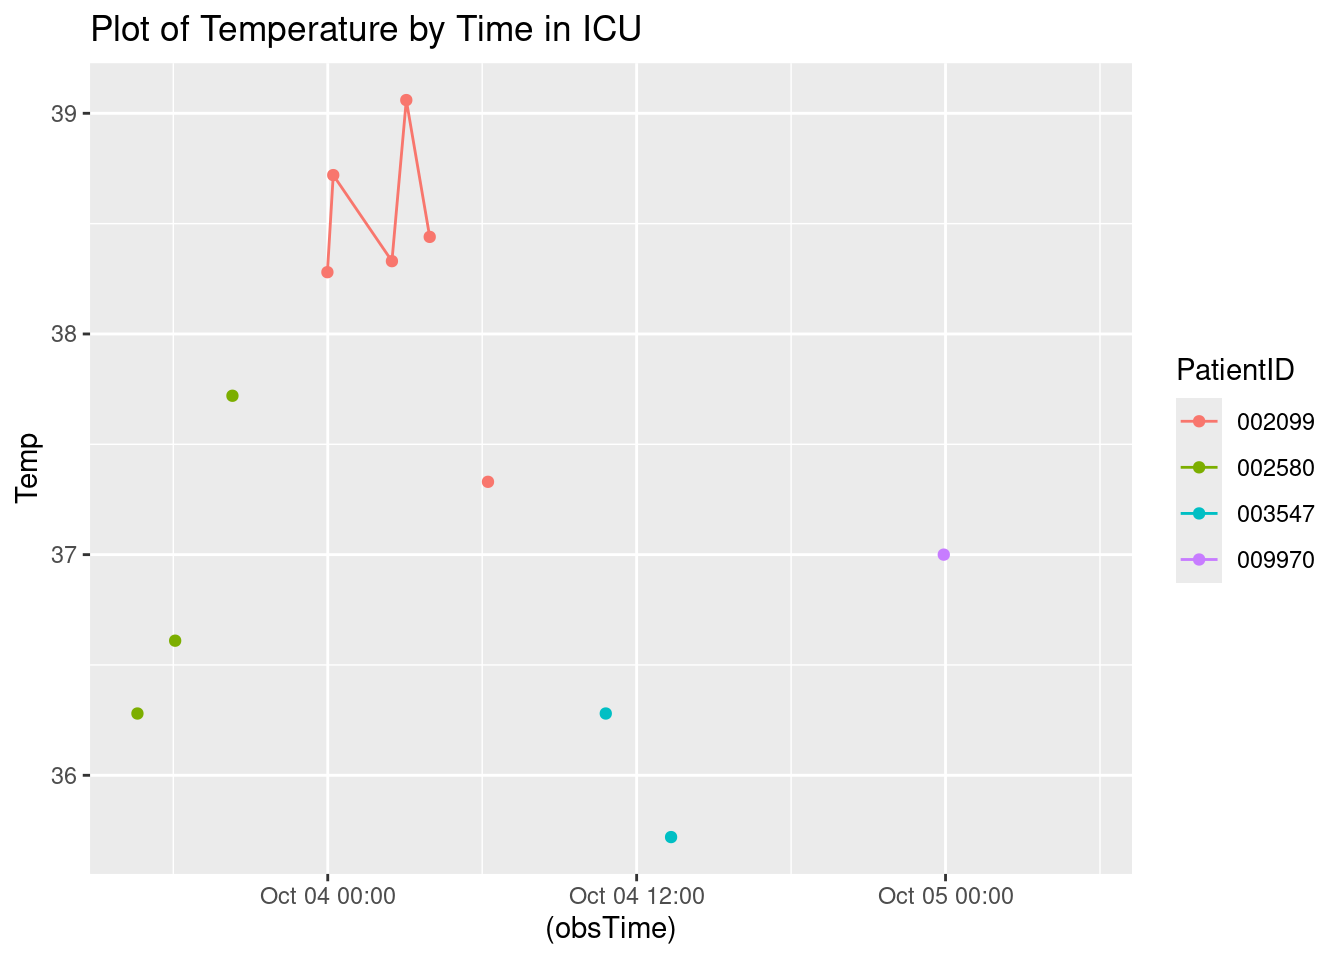 Plot of Temperature by Time in ICU
39
38
37
36
Temp
Oct 04 00:00
Oct 04 12:00
Oct 05 00:00
(obsTime)
PatientID
002099
002580
003547
009970